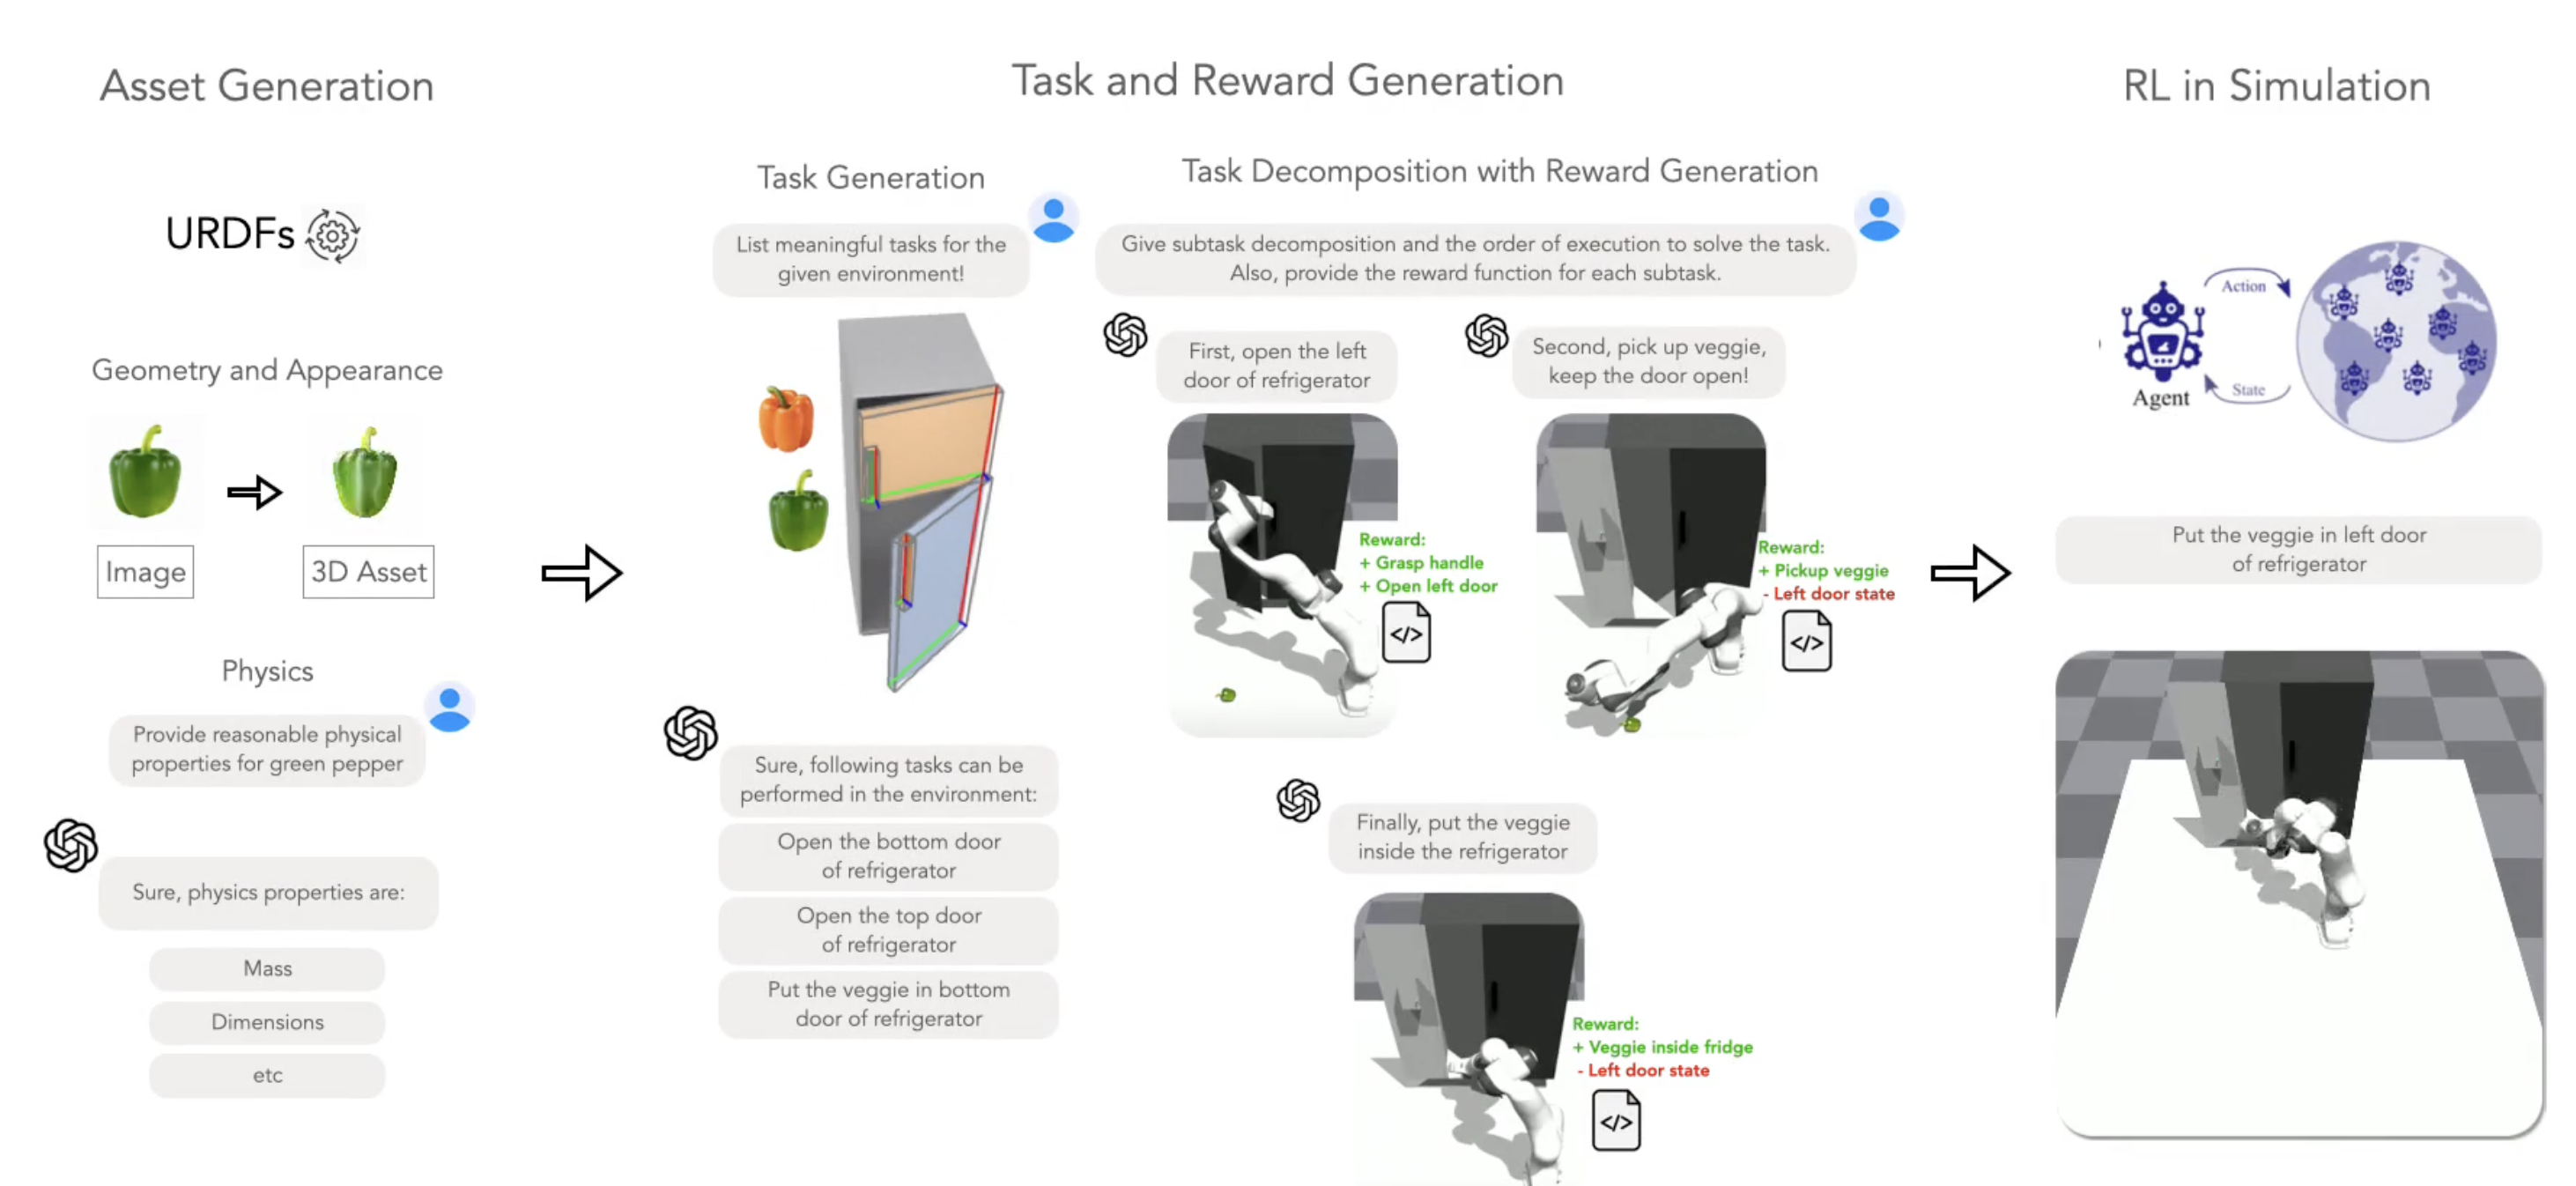 Asset Generation
URDFs
Geometry and Appearance
Image
3D Asset
Physics
Provide reasonable physical
properties for green pepper
Sure, physics properties are:
Mass
Dimensions
etc
Task and Reward Generation
Task Generation
List meaningful tasks for the
given environment!
Sure, following tasks can be
performed in the environment:
Open the bottom door
of refrigerator
Open the top door
of refrigerator
Put the veggie in bottom
door of refrigerator
Task Decomposition with Reward Generation
Give subtask decomposition and the order of execution to solve the task.
Also, provide the reward function for each subtask.
First, open the left
door of refrigerator
Reward:
+ Grasp handle
+ Open left door
</>
Second, pick up veggie,
keep the door open!
Reward:
+ Pickup veggie
- Left door state
</>
Finally, put the veggie
inside the refrigerator
Reward:
+ Veggie inside fridge
- Left door state
</>
RL in Simulation
Action
State
Agent
Put the veggie in left door
of refrigerator